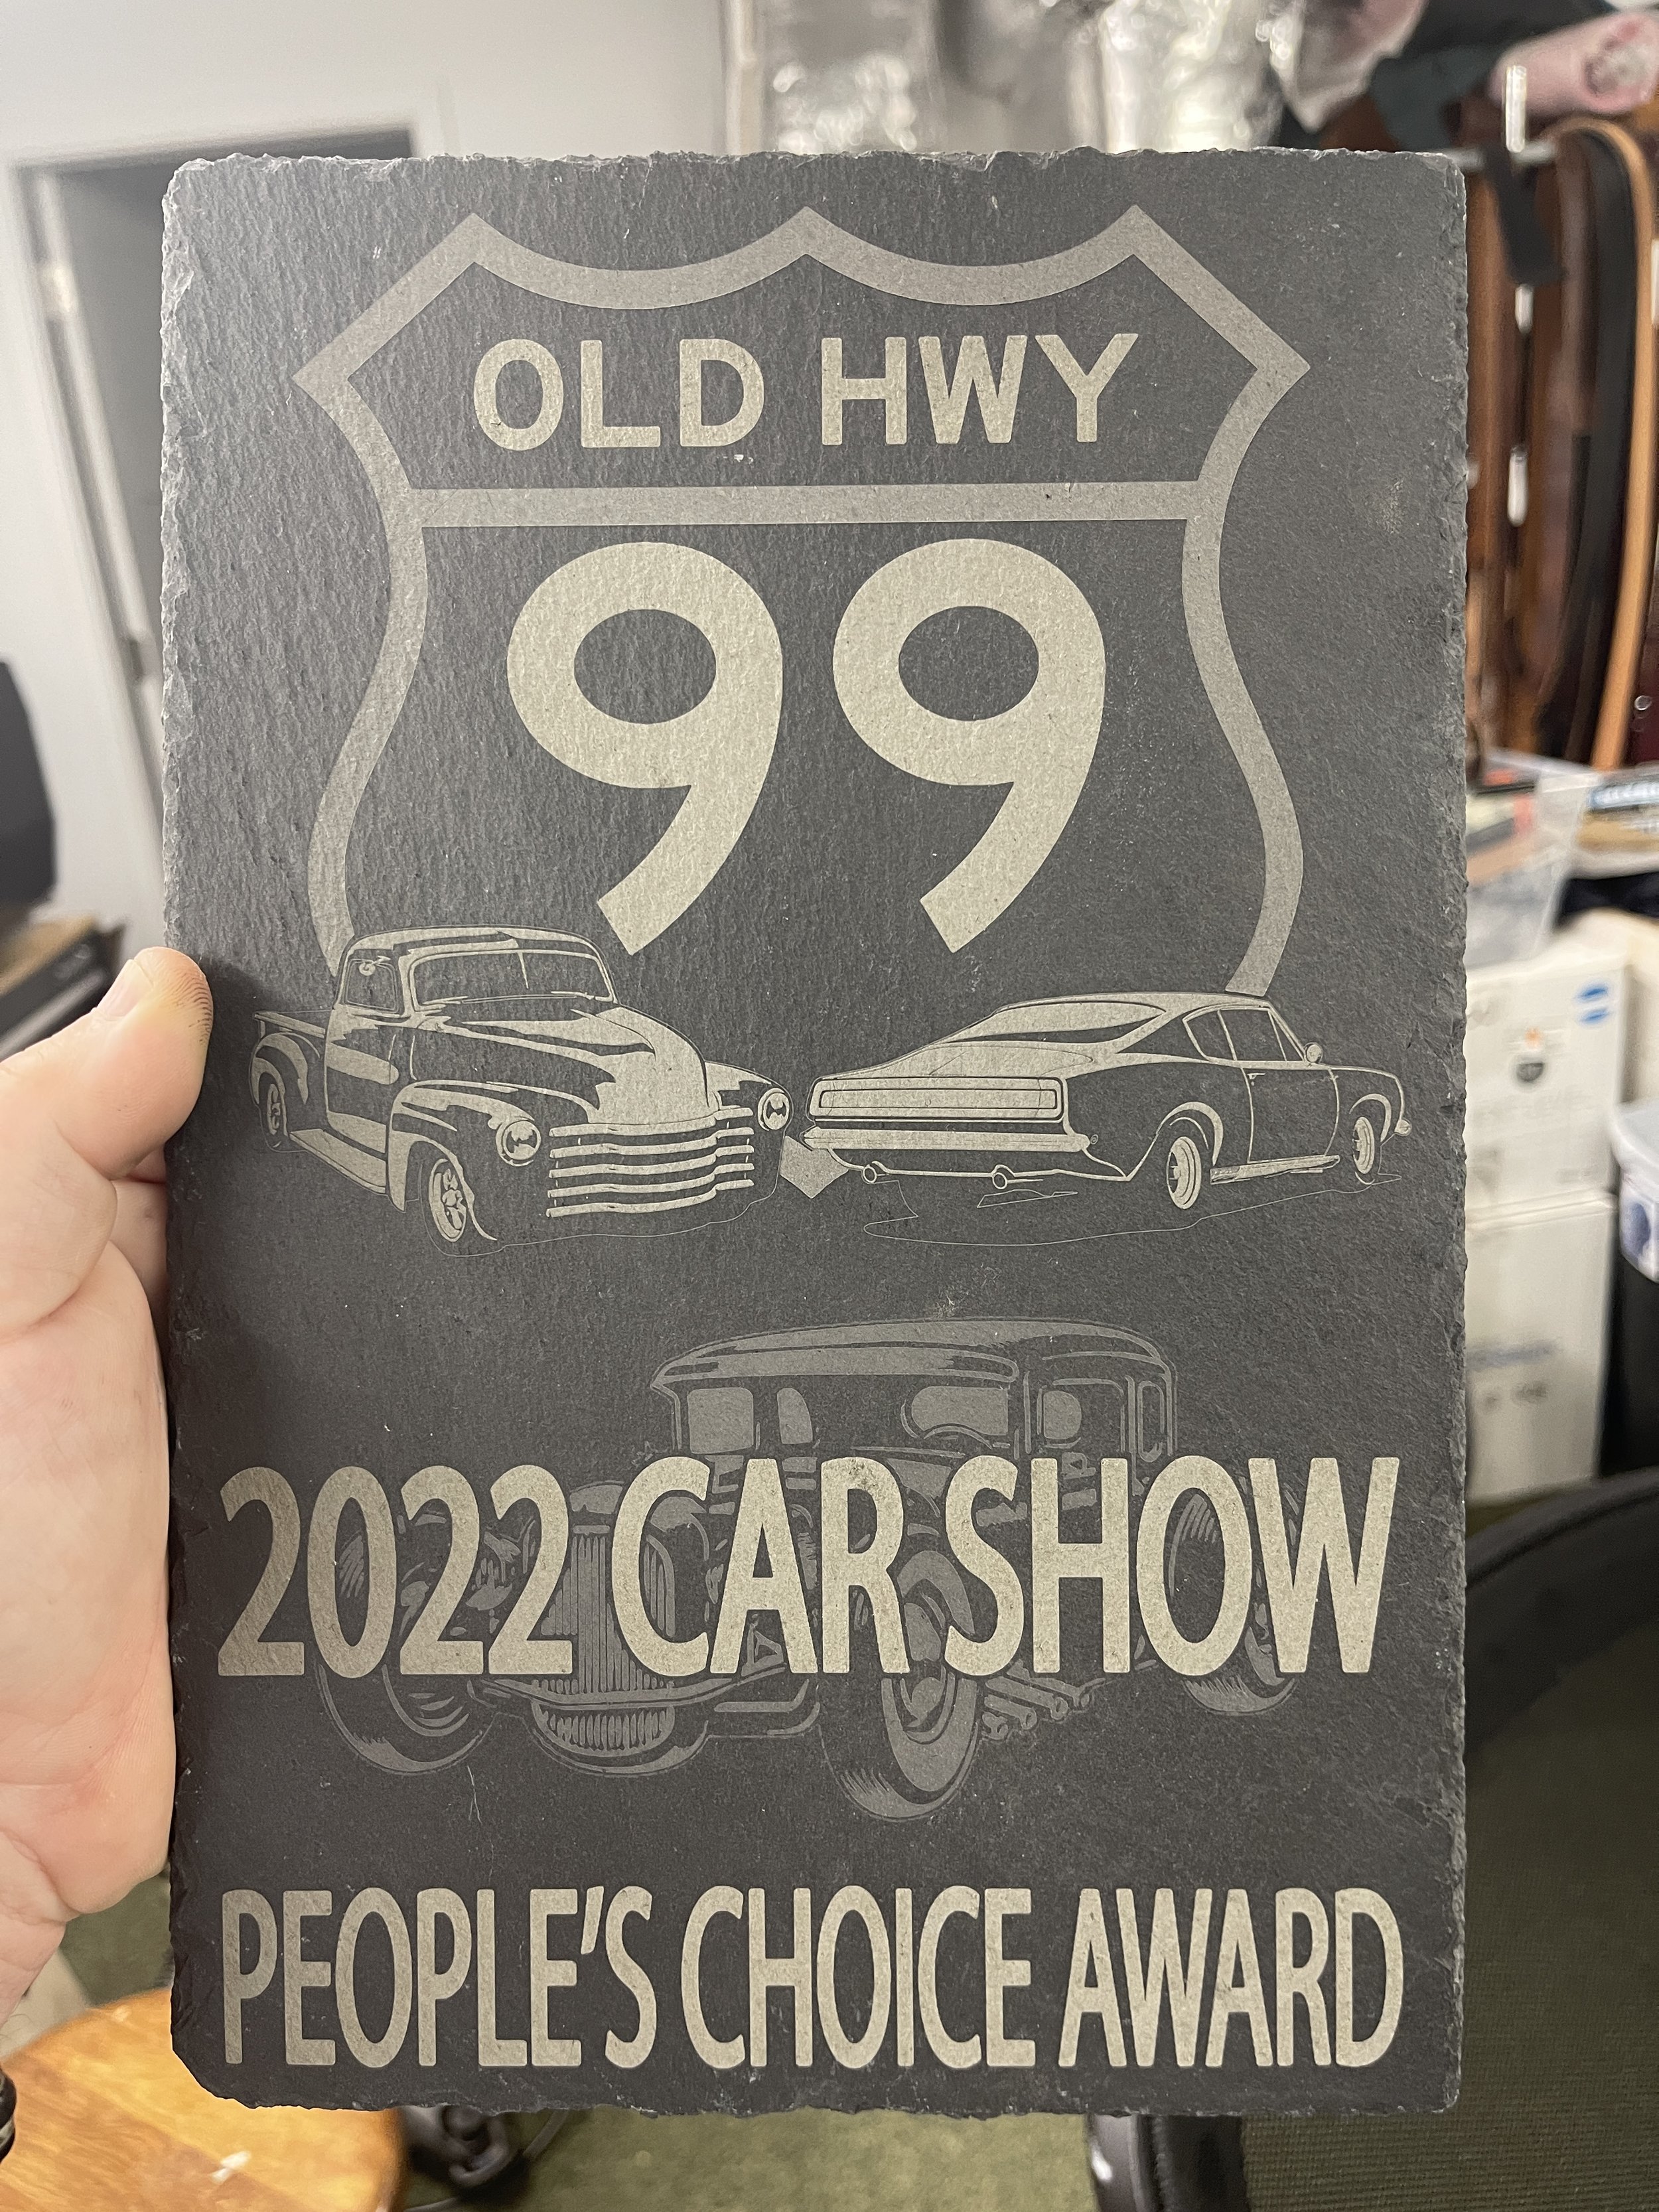 OLD HWY
99
2022 CAR SHOW
PEOPLE'S CHOICE AWARD